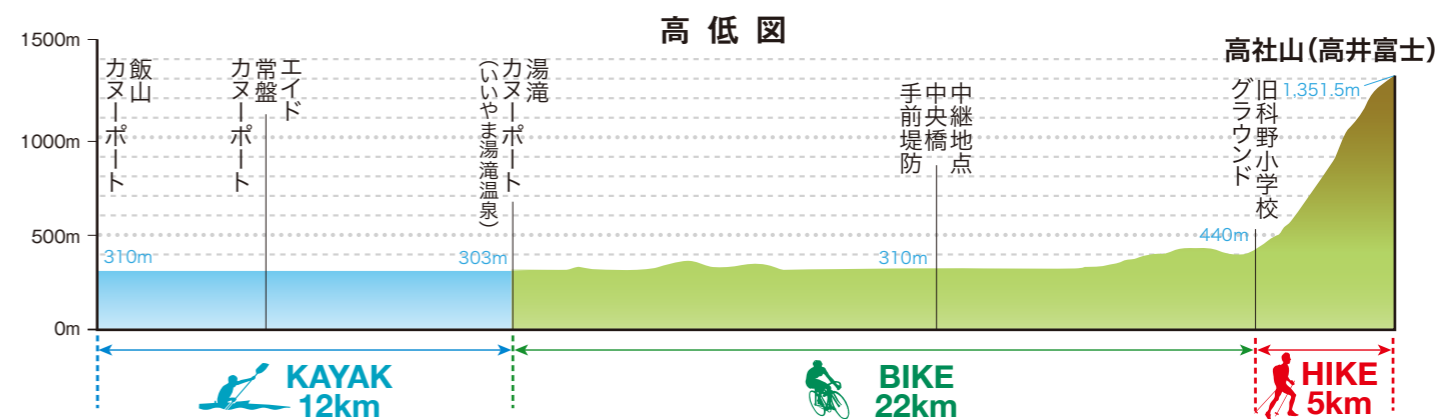 高低図
1500m
1000m
500m
0m
飯山
カヌーポート
エイド
常盤
カヌーポート
湯滝
カヌーポート
(いいやま湯滝温泉)
中継地点
中央橋
手前堤防
旧科野小学校
グラウンド
高社山(高井富士)
1,351.5m
310m
303m
310m
440m
KAYAK
12km
BIKE
22km
HIKE
5km